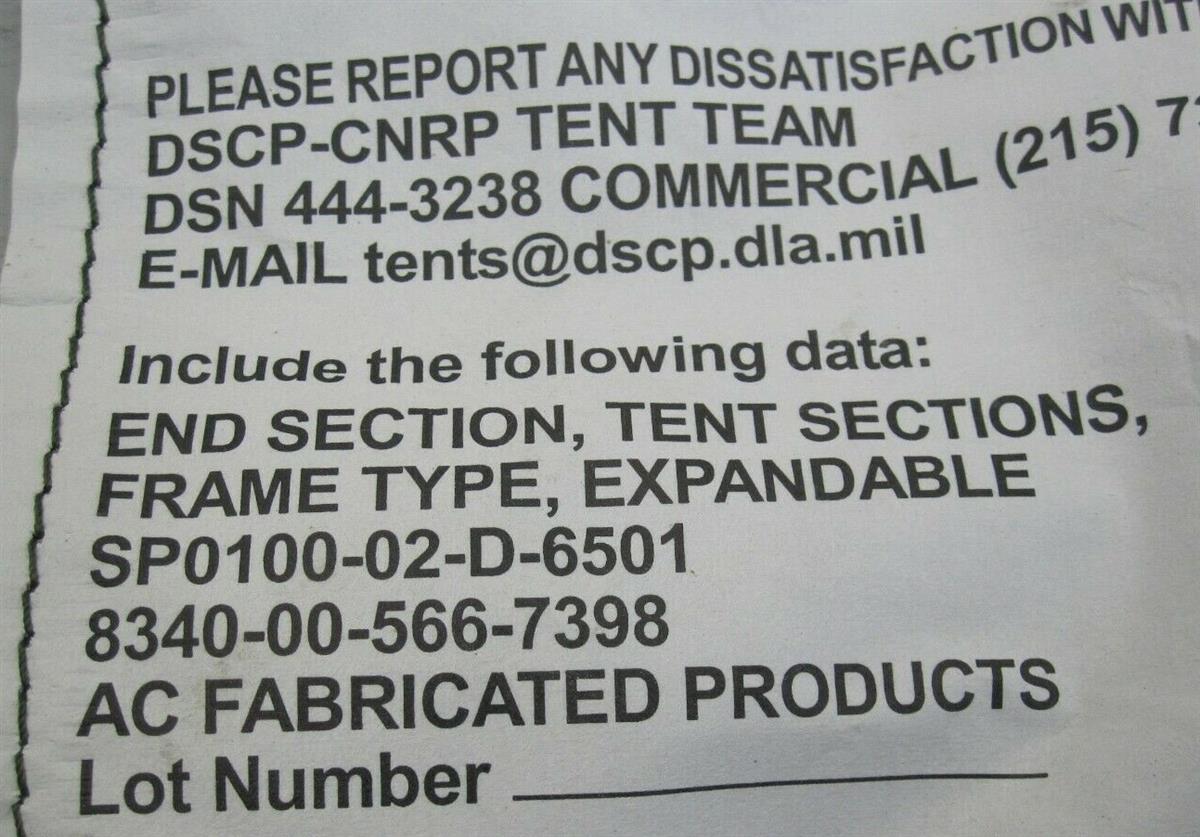 PLEASE REPORT ANY DISSATISFACTION
DSCP-CNRP TENT TEAM
DSN 444-3238 COMMERCIAL (215)
E-MAIL tents@dscp.dla.mil
Include the following data:
END SECTION, TENT SECTIONS,
FRAME TYPE, EXPANDABLE
SP0100-02-D-6501
8340-00-566-7398
AC FABRICATED PRODUCTS
Lot Number